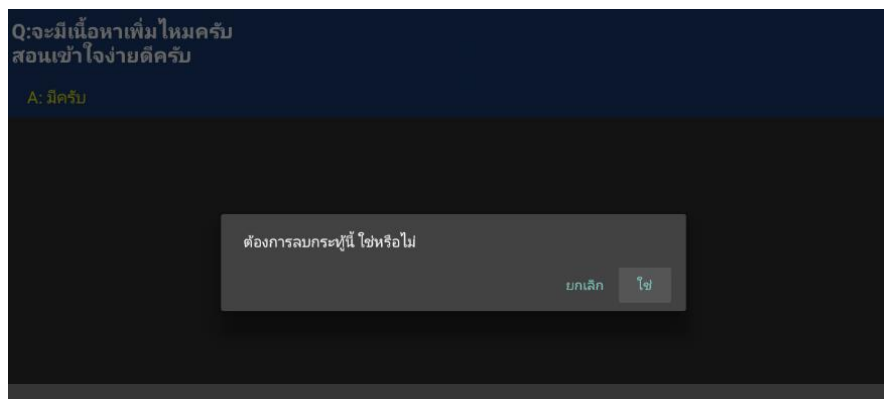 Q:จะมีเนื้อหาเพิ่มไหมครับ
สอนเข้าใจง่ายดีครับ
A: มีครับ
ต้องการลบกระทู้นี้ ใช่หรือไม่
ยกเลิก
ใช่